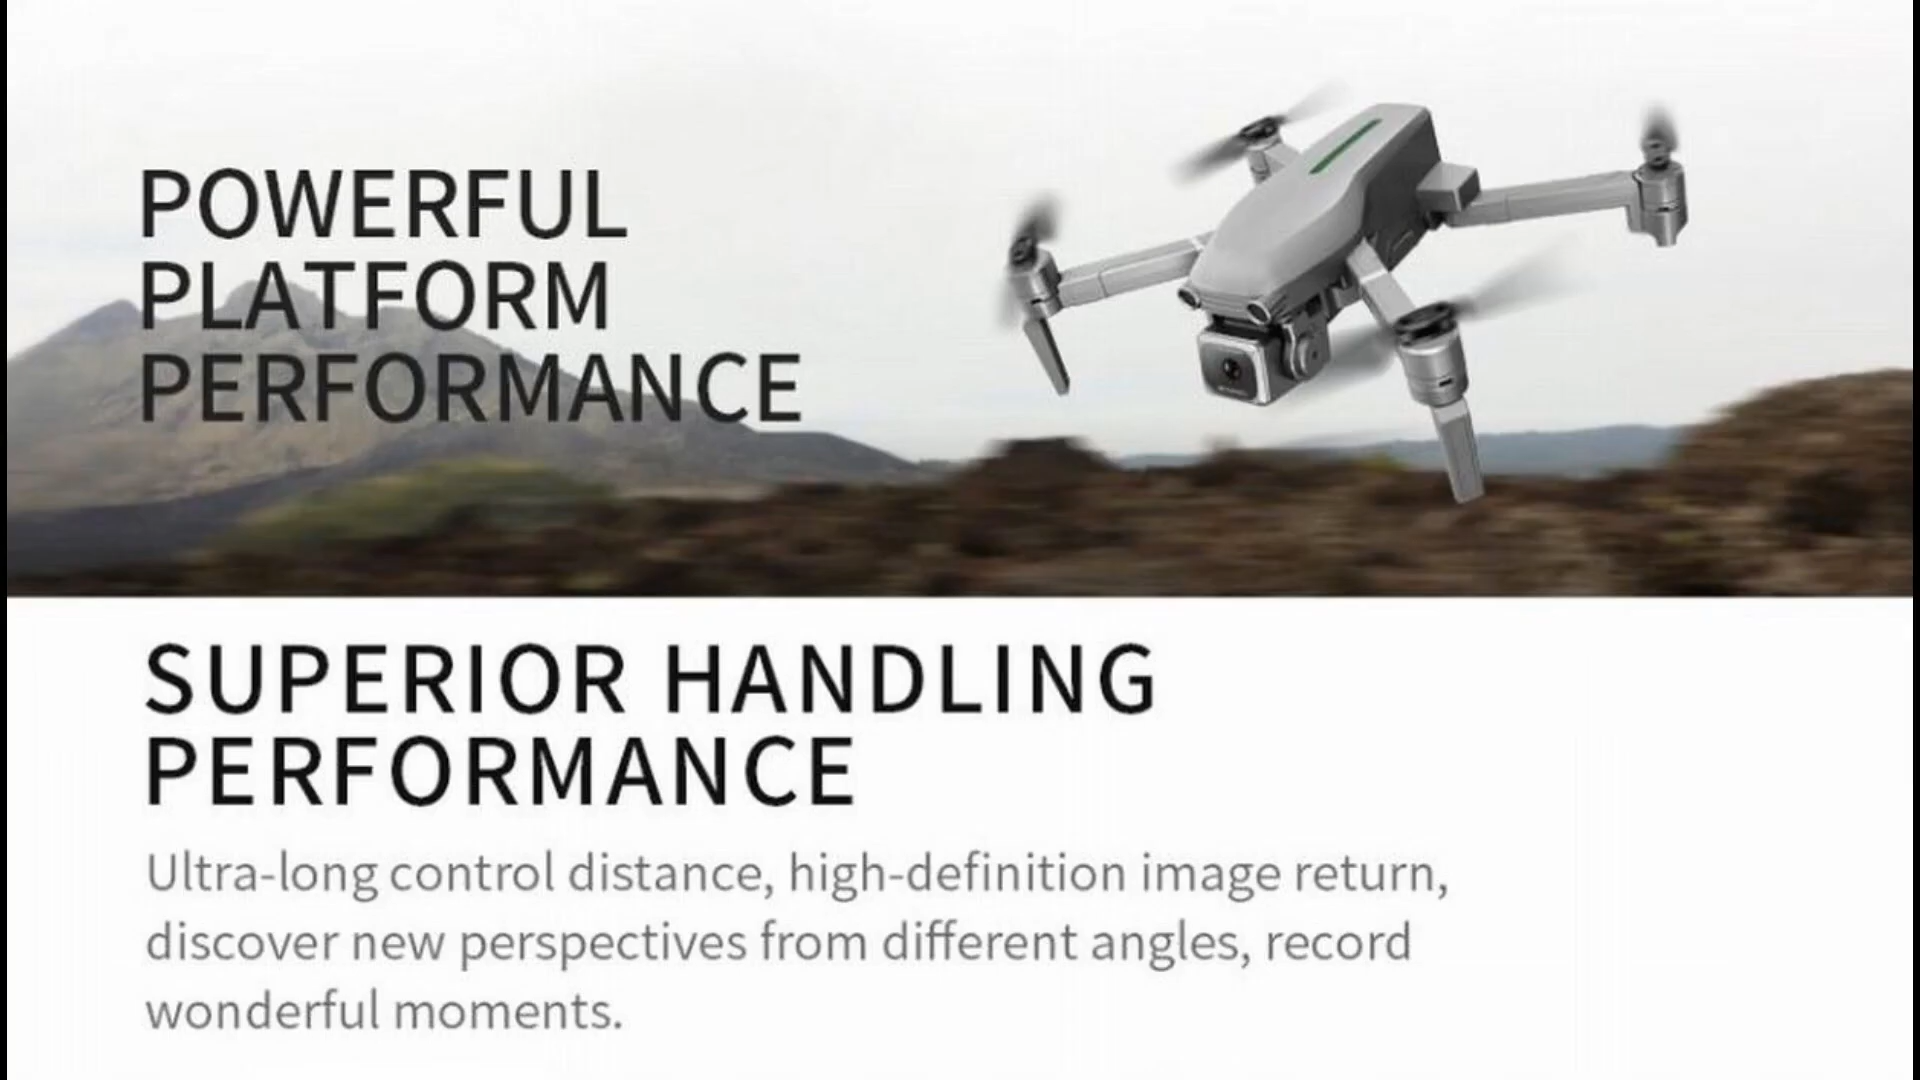 POWERFUL
PLATFORM
PERFORMANCE
SUPERIOR HANDLING
PERFORMANCE
Ultra-long control distance, high-definition image return,
discover new perspectives from different angles, record
wonderful moments.